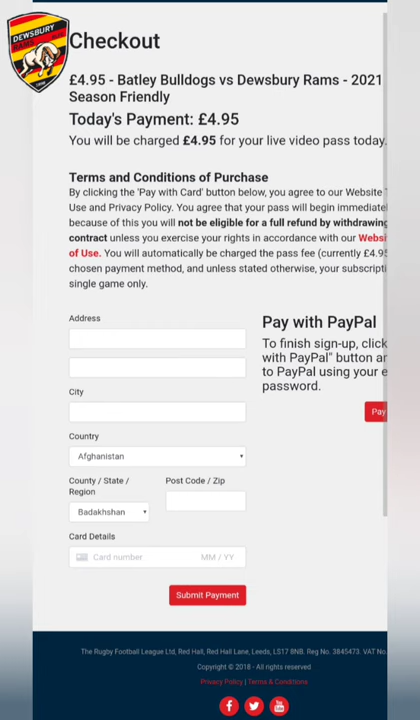 DEWSBURY
RAMS
Checkout
£4.95 - Batley Bulldogs vs Dewsbury Rams - 2021
Season Friendly
Today's Payment: £4.95
You will be charged £4.95 for your live video pass today.
Terms and Conditions of Purchase
By clicking the 'Pay with Card' button below, you agree to our Website
Use and Privacy Policy. You agree that your pass will begin immediate
because of this you will not be eligible for a full refund by withdrawing
contract unless you exercise your rights in accordance with our Websi
of Use. You will automatically be charged the pass fee (currently £4.95
chosen payment method, and unless stated otherwise, your subscripti
single game only.
Address
City
Country
Afghanistan
County / State /
Region
Post Code / Zip
Badakhshan
Card Details
Card number
MM / YY
Submit Payment
Pay with PayPal
To finish sign-up, click
with PayPal" button an
to PayPal using your e
password.
Pay
The Rugby Football League Ltd, Red Hall, Red Hall Lane, Leeds, LS17 8NB. Reg No. 3845473. VAT No.
Copyright © 2018 - All rights reserved
Privacy Policy | Terms & Conditions